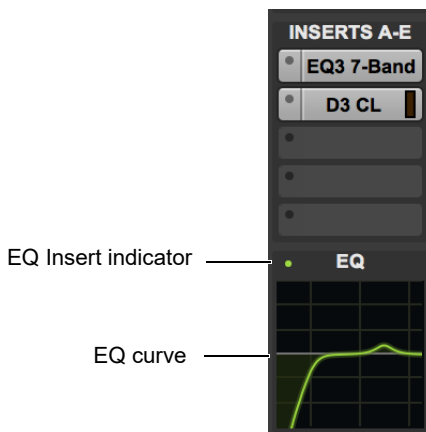 INSERTS A-E
EQ3 7-Band
D3 CL
EQ Insert indicator
EQ
EQ curve